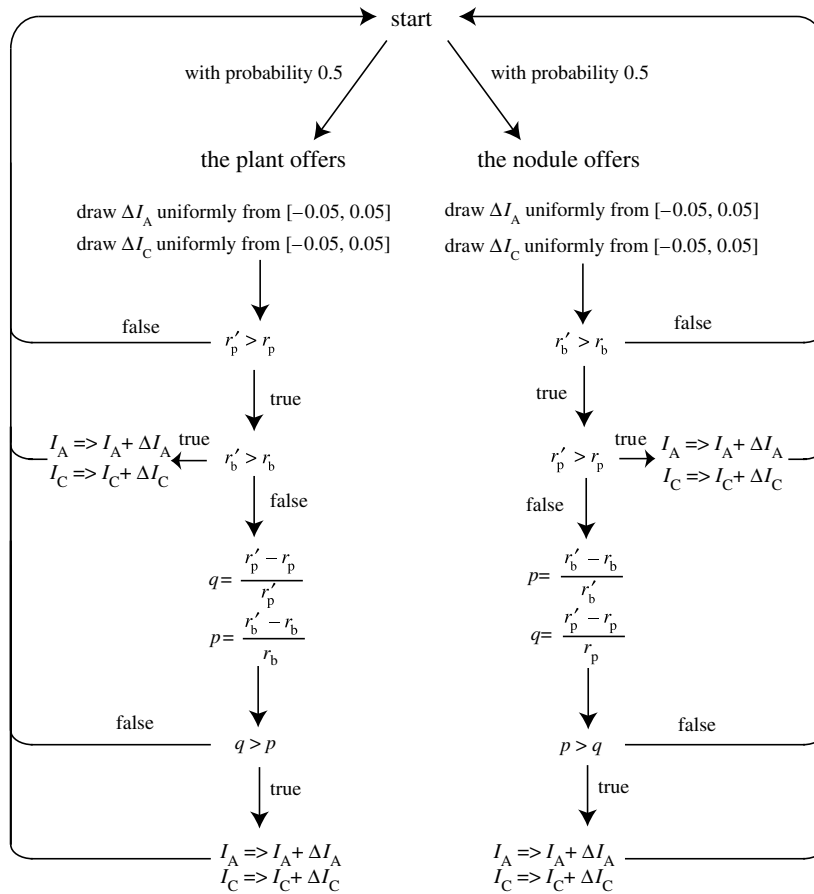 start
with probability 0.5
with probability 0.5
the plant offers
the nodule offers
draw ΔI_A uniformly from [−0.05, 0.05]
draw ΔI_C uniformly from [−0.05, 0.05]
draw ΔI_A uniformly from [−0.05, 0.05]
draw ΔI_C uniformly from [−0.05, 0.05]
false
r_p′ > r_p
r_b′ > r_b
false
true
true
I_A => I_A + ΔI_A
I_C => I_C + ΔI_C
true
r_b′ > r_b
r_p′ > r_p
true
I_A => I_A + ΔI_A
I_C => I_C + ΔI_C
false
false
q= (r_p′ − r_p) / r_p′
p= (r_b′ − r_b) / r_b
p= (r_b′ − r_b) / r_b′
q= (r_p′ − r_p) / r_p
false
q > p
p > q
false
true
true
I_A => I_A + ΔI_A
I_C => I_C + ΔI_C
I_A => I_A + ΔI_A
I_C => I_C + ΔI_C